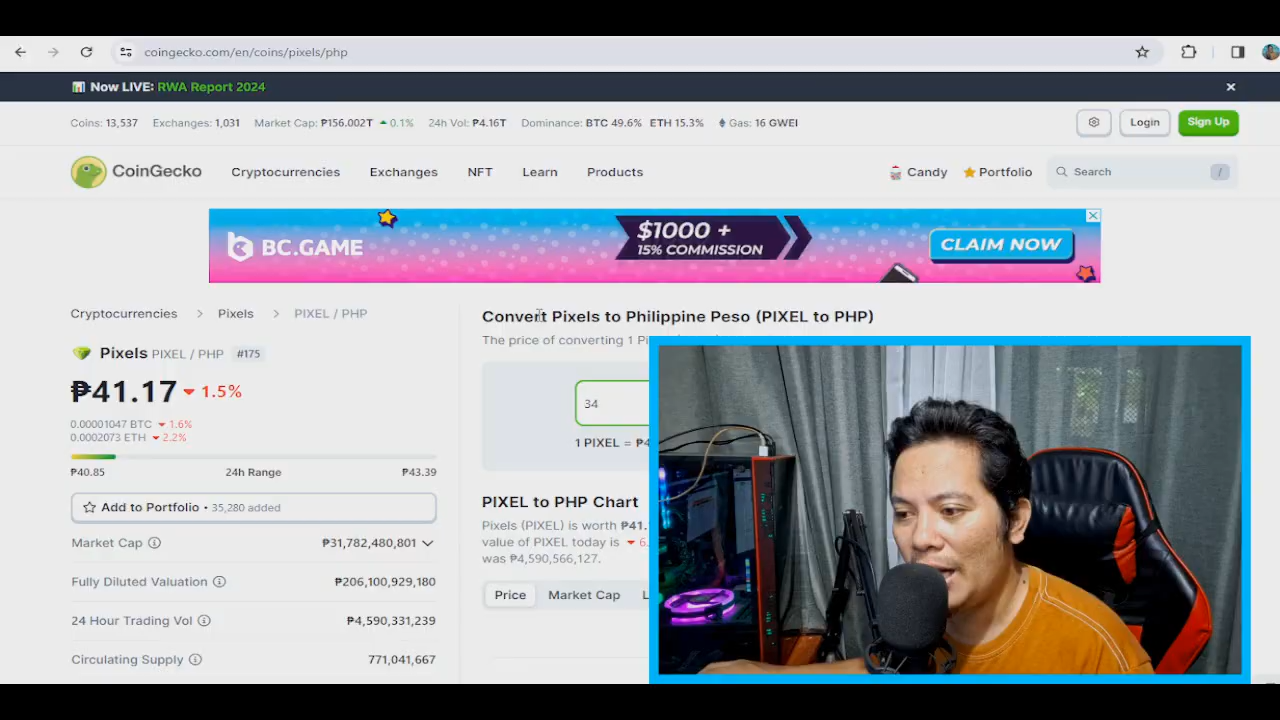 coingecko.com/en/coins/pixels/php
Now LIVE: RWA Report 2024
Coins: 13,537 Exchanges: 1,031 Market Cap: ₱156.002T 0.1% 24h Vol: ₱4.16T Dominance: BTC 49.6% ETH 15.3% Gas: 16 GWEI
Login
Sign Up
CoinGecko
Cryptocurrencies Exchanges NFT Learn Products
Candy Portfolio Search /
BC.GAME
$1000 +
15% COMMISSION
CLAIM NOW
Cryptocurrencies > Pixels > PIXEL / PHP
Pixels PIXEL / PHP #175
₱41.17 1.5%
0.00001047 BTC 1.6%
0.0002073 ETH 2.2%
₱40.85 24h Range ₱43.39
Add to Portfolio • 35,280 added
Market Cap ₱31,782,480,801
Fully Diluted Valuation ₱206,100,929,180
24 Hour Trading Vol ₱4,590,331,239
Circulating Supply 771,041,667
Convert Pixels to Philippine Peso (PIXEL to PHP)
The price of converting 1
34
1 PIXEL =
PIXEL to PHP Chart
Pixels (PIXEL) is worth
value of PIXEL today is
was ₱4,590,566,127.
Price Market Cap